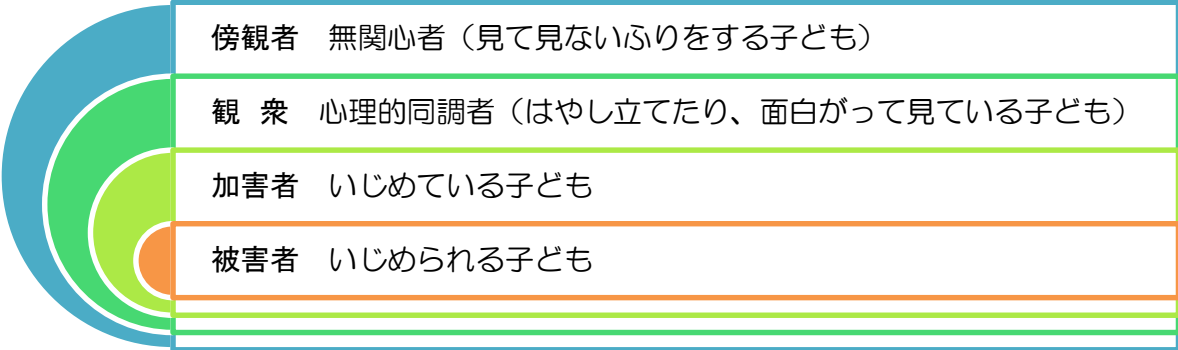 傍観者　無関心者（見て見ないふりをする子ども）
観　衆　心理的同調者（はやし立てたり、面白がって見ている子ども）
加害者　いじめている子ども
被害者　いじめられる子ども